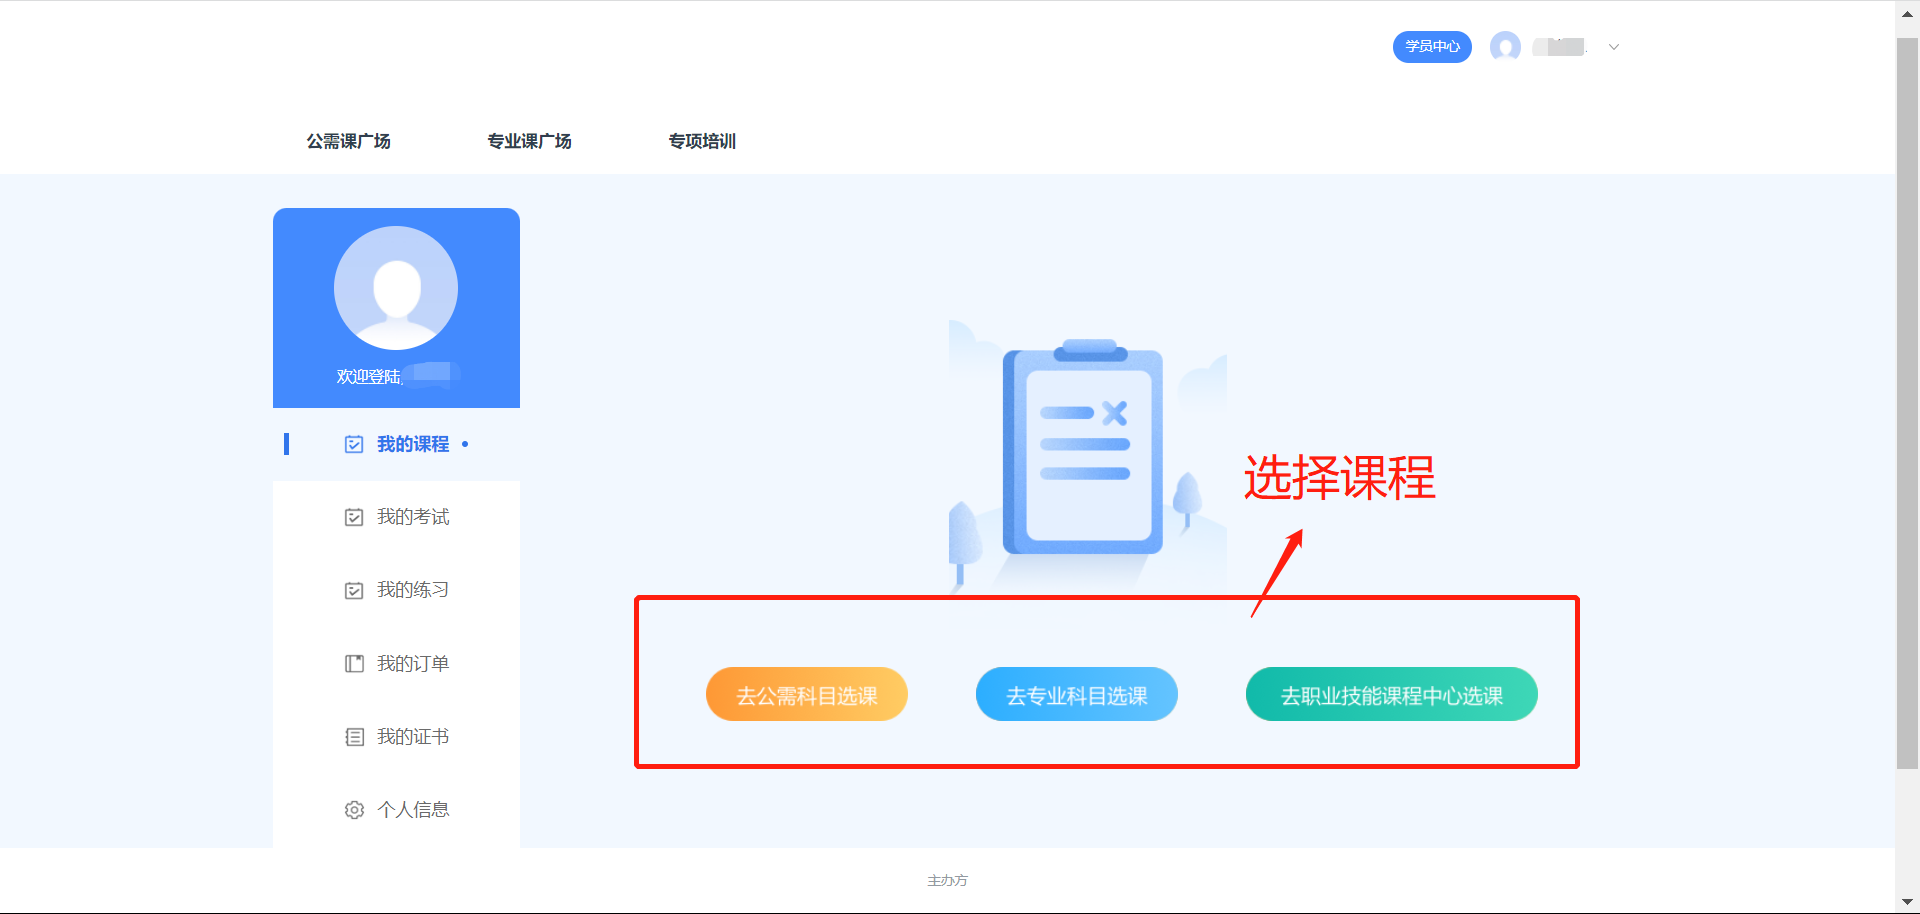 学员中心
公需课广场
专业课广场
专项培训
欢迎登陆,
我的课程
我的考试
我的练习
我的订单
我的证书
个人信息
选择课程
去公需科目选课
去专业科目选课
去职业技能课程中心选课
主办方